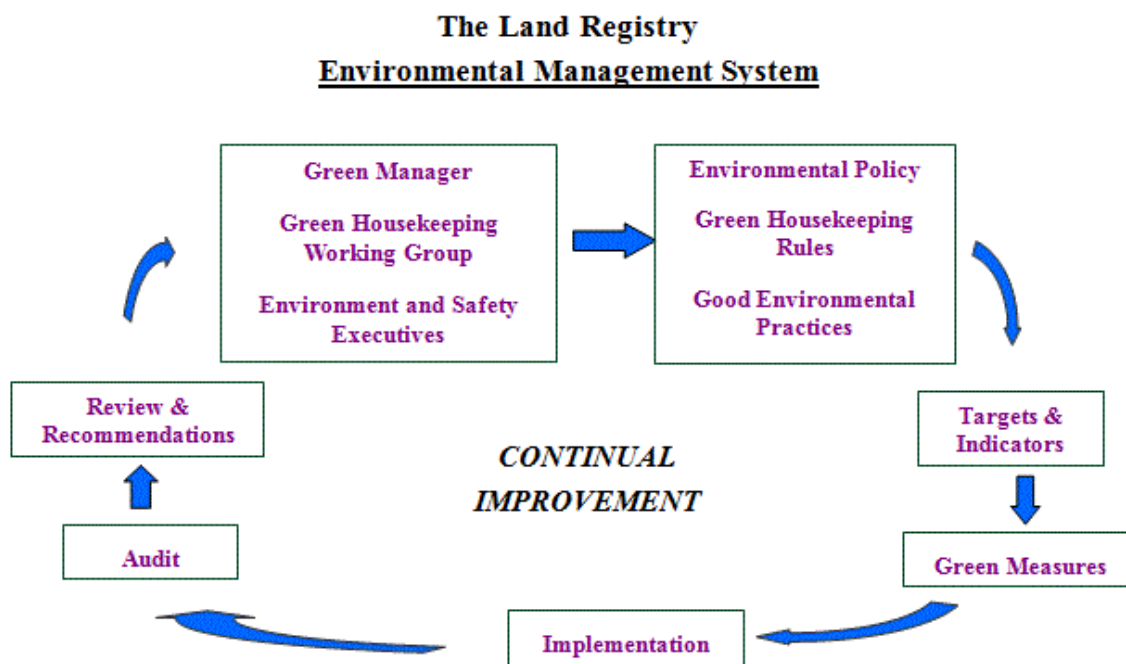 The Land Registry
Environmental Management System
Green Manager
Green Housekeeping
Working Group
Environment and Safety
Executives
Environmental Policy
Green Housekeeping
Rules
Good Environmental
Practices
Review &
Recommendations
CONTINUAL
IMPROVEMENT
Targets &
Indicators
Audit
Green Measures
Implementation